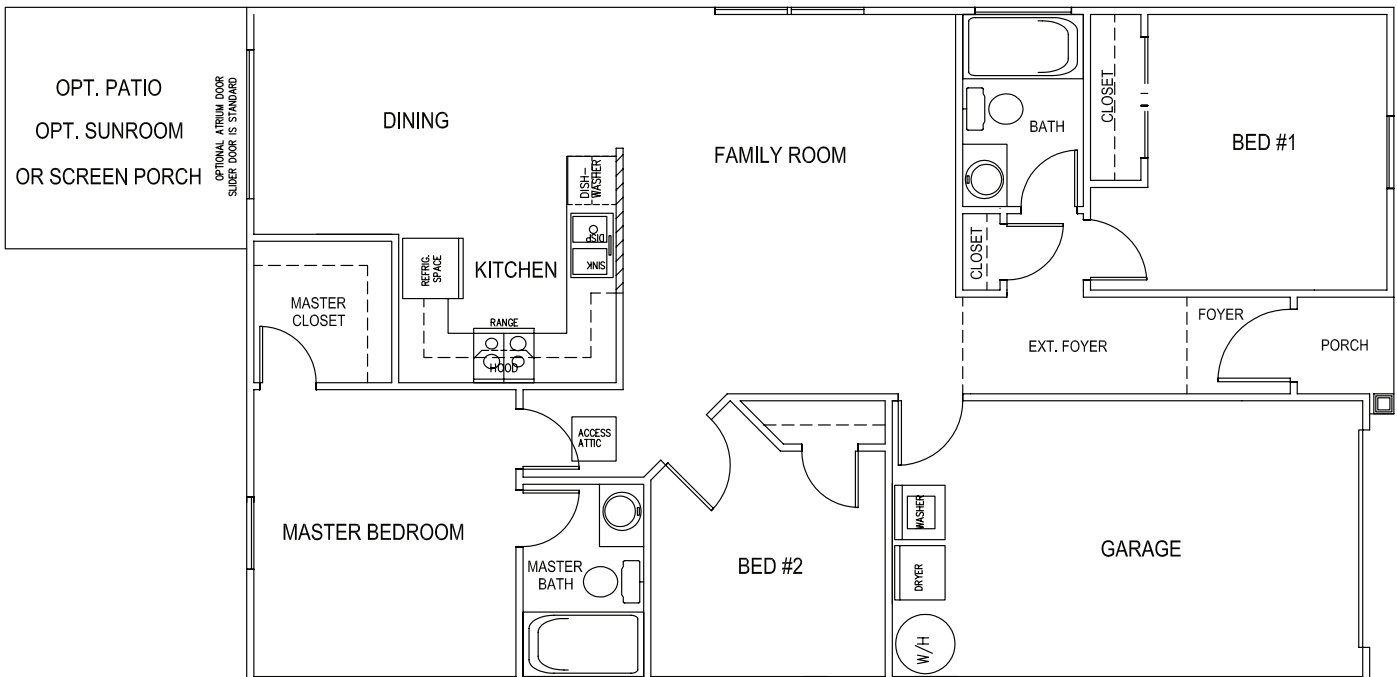 OPT. PATIO
OPT. SUNROOM
OR SCREEN PORCH
OPTIONAL ATRIUM DOOR
SLIDER DOOR IS STANDARD
DINING
FAMILY ROOM
BATH
CLOSET
BED #1
DISH-
WASHER
DISP
SINK
REFRIG.
SPACE
KITCHEN
RANGE
HOOD
MASTER
CLOSET
CLOSET
EXT. FOYER
FOYER
PORCH
ACCESS
ATTIC
MASTER BEDROOM
MASTER
BATH
BED #2
WASHER
DRYER
W/H
GARAGE